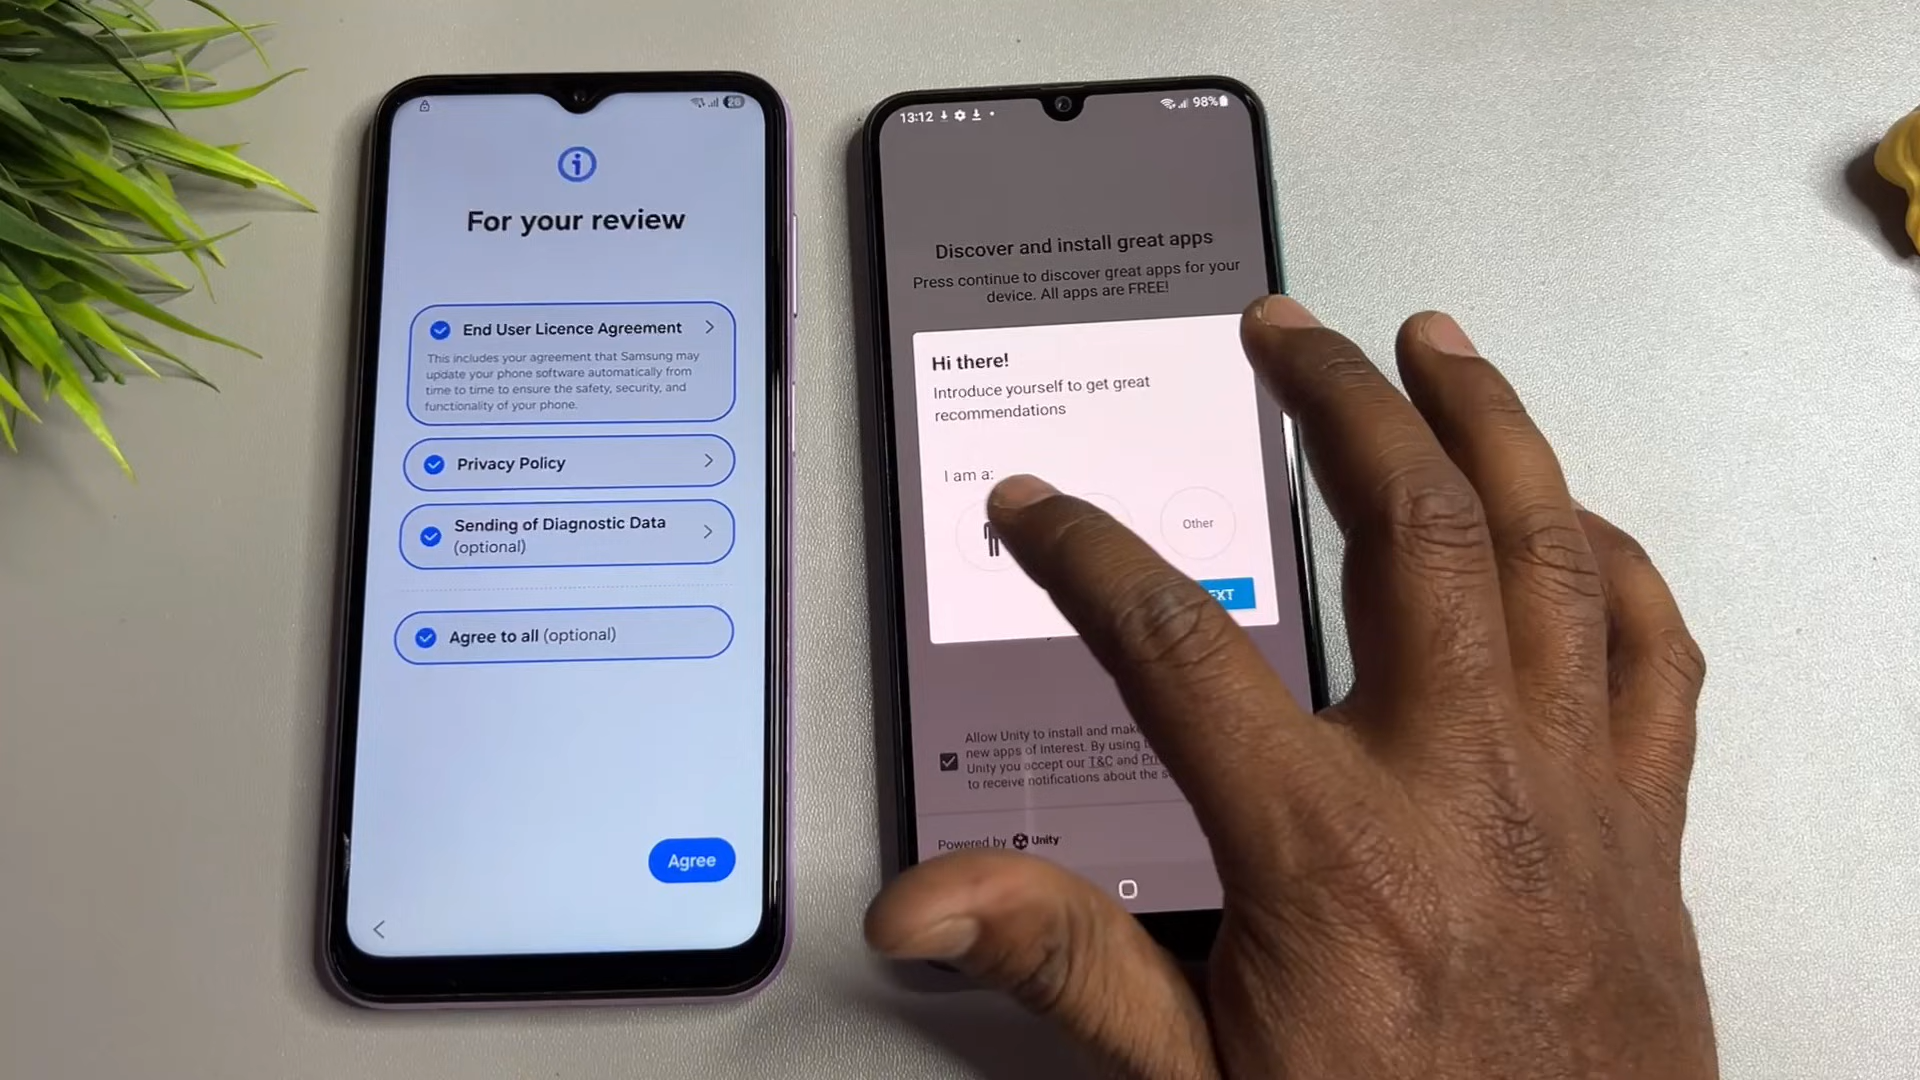 20
For your review
End User Licence Agreement
This includes your agreement that Samsung may
update your phone software automatically from
time to time to ensure the safety, security, and
functionality of your phone.
Privacy Policy
Sending of Diagnostic Data
(optional)
Agree to all (optional)
Agree
13:12
98%
Discover and install great apps
Press continue to discover great apps for your
device. All apps are FREE!
Hi there!
Introduce yourself to get great
recommendations
I am a:
Other
EXT
Allow Unity to install and make
new apps of interest. By using
Unity you accept our T&C and
to receive notifications about the
Powered by Unity